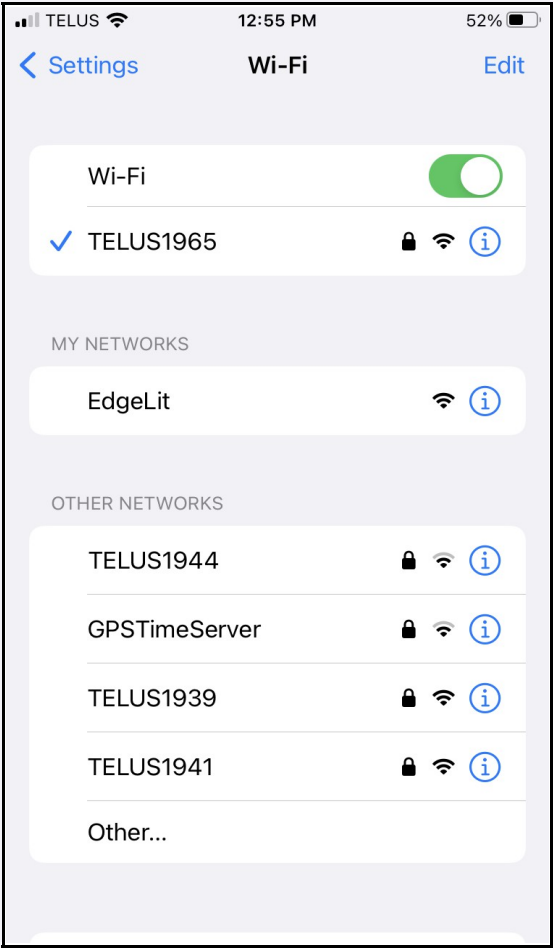 TELUS 12:55 PM 52%
Settings Wi-Fi Edit
Wi-Fi
TELUS1965
MY NETWORKS
EdgeLit
OTHER NETWORKS
TELUS1944
GPSTimeServer
TELUS1939
TELUS1941
Other...